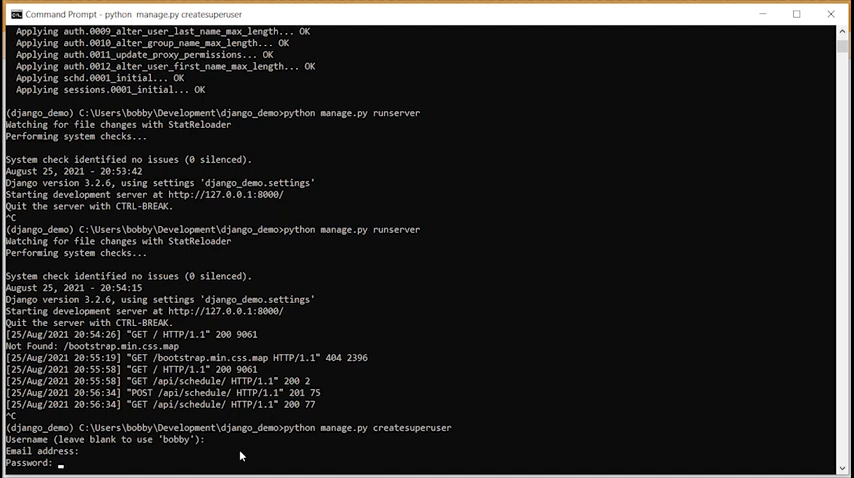 Command Prompt - python  manage.py createsuperuser
Applying auth.0009_alter_user_last_name_max_length... OK
Applying auth.0010_alter_group_name_max_length... OK
Applying auth.0011_update_proxy_permissions... OK
Applying auth.0012_alter_user_first_name_max_length... OK
Applying schd.0001_initial... OK
Applying sessions.0001_initial... OK
(django_demo) C:\Users\bobby\Development\django_demo>python manage.py runserver
Watching for file changes with StatReloader
Performing system checks...
System check identified no issues (0 silenced).
August 25, 2021 - 20:53:42
Django version 3.2.6, using settings 'django_demo.settings'
Starting development server at http://127.0.0.1:8000/
Quit the server with CTRL-BREAK.
^C
(django_demo) C:\Users\bobby\Development\django_demo>python manage.py runserver
Watching for file changes with StatReloader
Performing system checks...
System check identified no issues (0 silenced).
August 25, 2021 - 20:54:15
Django version 3.2.6, using settings 'django_demo.settings'
Starting development server at http://127.0.0.1:8000/
Quit the server with CTRL-BREAK.
[25/Aug/2021 20:54:26] "GET / HTTP/1.1" 200 9061
Not Found: /bootstrap.min.css.map
[25/Aug/2021 20:55:19] "GET /bootstrap.min.css.map HTTP/1.1" 404 2396
[25/Aug/2021 20:55:58] "GET / HTTP/1.1" 200 9061
[25/Aug/2021 20:55:58] "GET /api/schedule/ HTTP/1.1" 200 2
[25/Aug/2021 20:56:34] "POST /api/schedule/ HTTP/1.1" 201 75
[25/Aug/2021 20:56:34] "GET /api/schedule/ HTTP/1.1" 200 77
^C
(django_demo) C:\Users\bobby\Development\django_demo>python manage.py createsuperuser
Username (leave blank to use 'bobby'):
Email address:
Password: